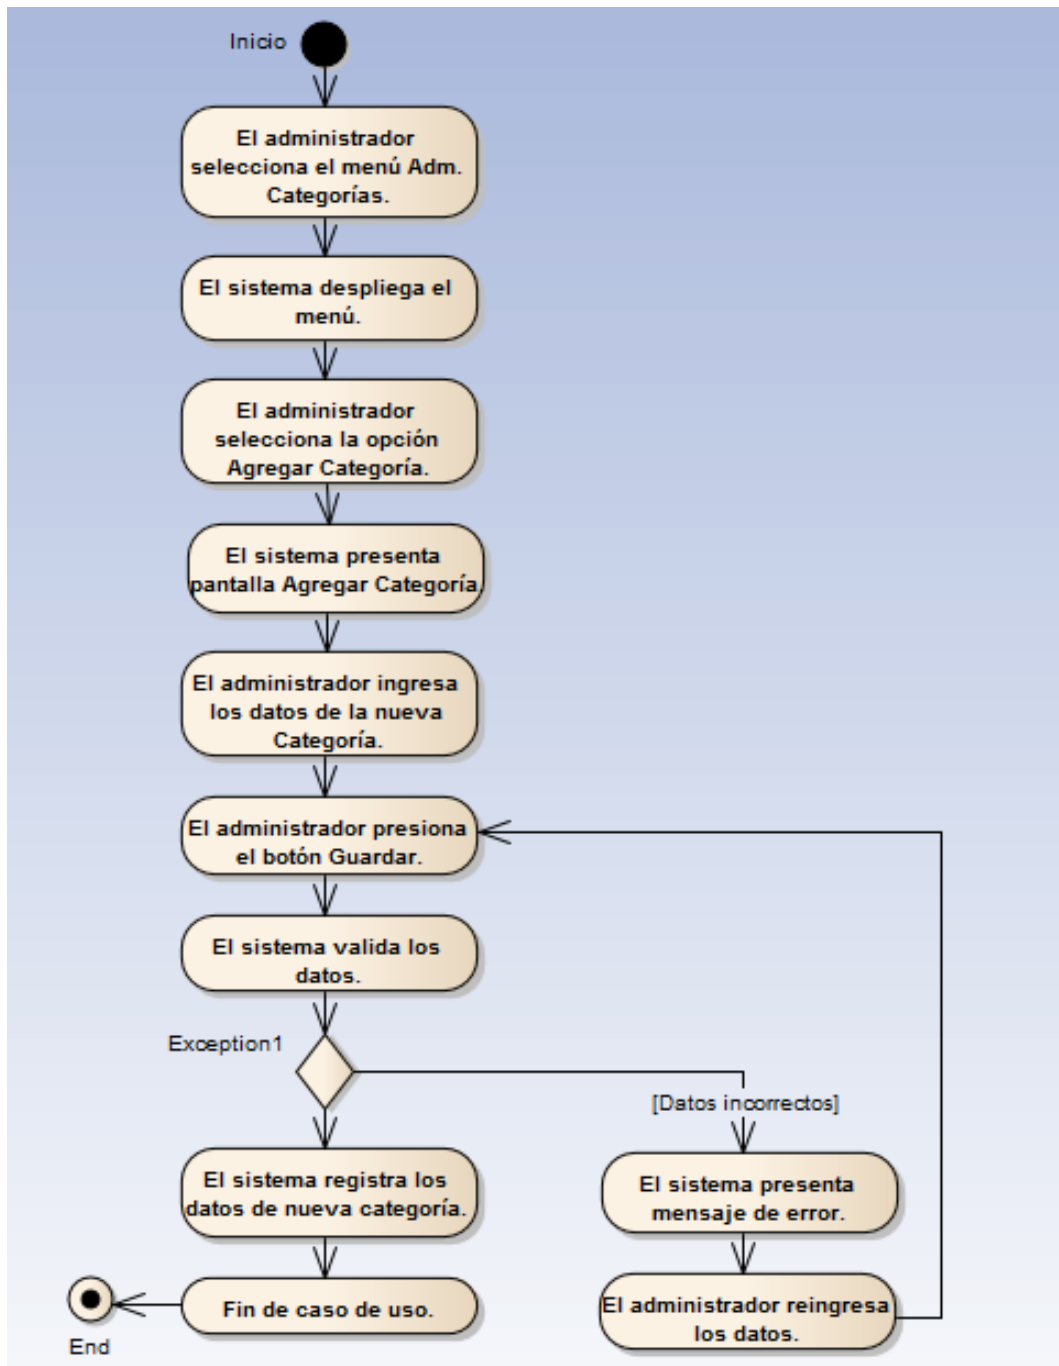 Inicio
El administrador
selecciona el menú Adm.
Categorías.
El sistema despliega el
menú.
El administrador
selecciona la opción
Agregar Categoría.
El sistema presenta
pantalla Agregar Categoría.
El administrador ingresa
los datos de la nueva
Categoría.
El administrador presiona
el botón Guardar.
El sistema valida los
datos.
Exception1
[Datos incorrectos]
El sistema registra los
datos de nueva categoría.
El sistema presenta
mensaje de error.
Fin de caso de uso.
El administrador reingresa
los datos.
End